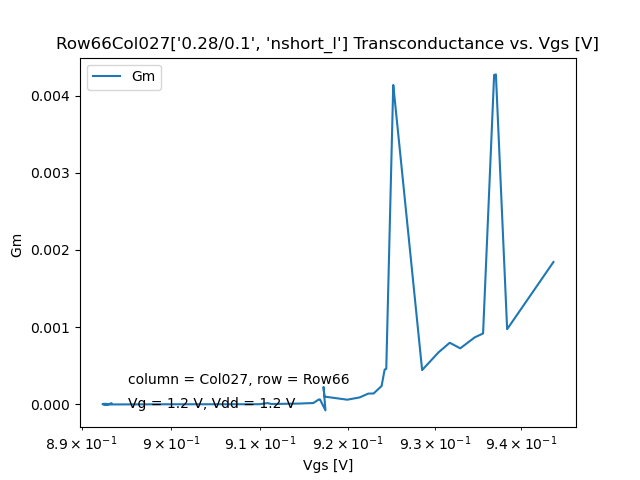 Row66Col027['0.28/0.1', 'nshort_l'] Transconductance vs. Vgs [V]
Gm
0.004
0.003
0.002
0.001
0.000
Gm
column = Col027, row = Row66
Vg = 1.2 V, Vdd = 1.2 V
8.9 × 10⁻¹ 9 × 10⁻¹ 9.1 × 10⁻¹ 9.2 × 10⁻¹ 9.3 × 10⁻¹ 9.4 × 10⁻¹
Vgs [V]